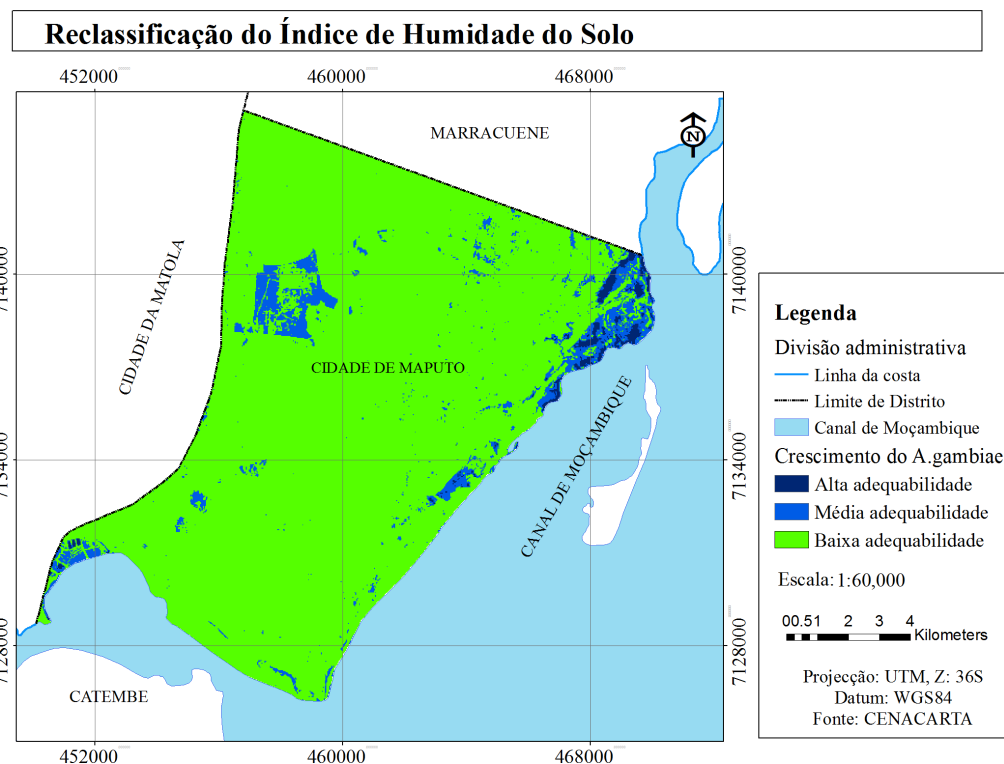 Reclassificação do Índice de Humidade do Solo
452000 460000 468000
MARRACUENE
N
7140000 7140000
CIDADE DA MATOLA
CIDADE DE MAPUTO
CANAL DE MOÇAMBIQUE
7134000 7134000
7128000 7128000
CATEMBE
452000 460000 468000
Legenda
Divisão administrativa
Linha da costa
Limite de Distrito
Canal de Moçambique
Crescimento do A.gambiae
Alta adequabilidade
Média adequabilidade
Baixa adequabilidade
Escala: 1:60,000
00.51 2 3 4
Kilometers
Projecção: UTM, Z: 36S
Datum: WGS84
Fonte: CENACARTA